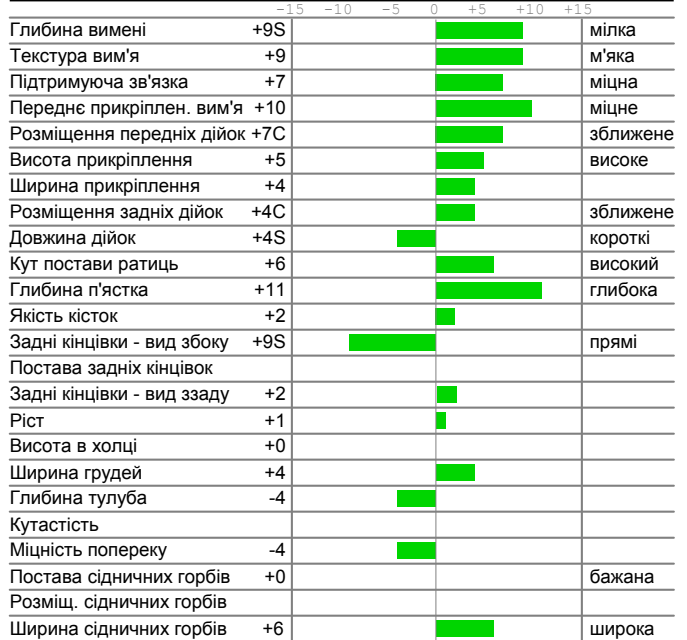 -15 -10 -5 0 +5 +10 +15
Глибина вимені +9S мілка
Текстура вим'я +9 м'яка
Підтримуюча зв'язка +7 міцна
Переднє прикріплен. вим'я +10 міцне
Розміщення передніх дійок +7C зближене
Висота прикріплення +5 високе
Ширина прикріплення +4
Розміщення задніх дійок +4C зближене
Довжина дійок +4S короткі
Кут постави ратиць +6 високий
Глибина п'ястка +11 глибока
Якість кісток +2
Задні кінцівки - вид збоку +9S прямі
Постава задніх кінцівок
Задні кінцівки - вид ззаду +2
Ріст +1
Висота в холці +0
Ширина грудей +4
Глибина тулуба -4
Кутастість
Міцність попереку -4
Постава сідничних горбів +0 бажана
Розміщ. сідничних горбів
Ширина сідничних горбів +6 широка